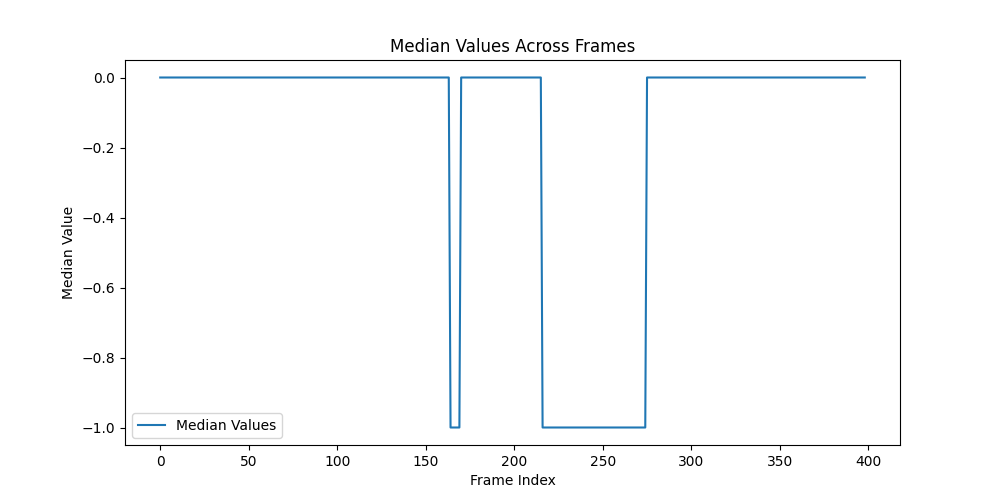 Median Values Across Frames
0.0
−0.2
−0.4
−0.6
−0.8
−1.0
Median Value
Median Values
0 50 100 150 200 250 300 350 400
Frame Index